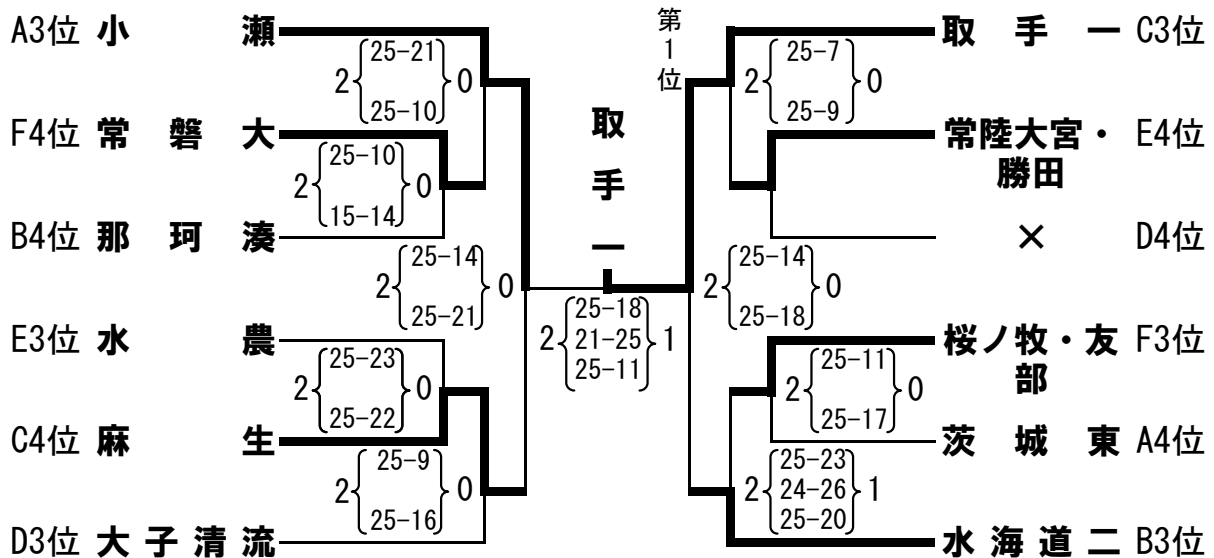 A3位 小瀬
2 25-21 0
25-10
F4位 常磐大
2 25-10 0
15-14
B4位 那珂湊
2 25-14 0
25-21
E3位 水農
2 25-23 0
25-22
C4位 麻生
2 25-9 0
25-16
D3位 大子清流
取手一
2 25-18 1
21-25
25-11
第1位
取手一 C3位
2 25-7 0
25-9
常陸大宮・ E4位
勝田
× D4位
2 25-14 0
25-18
桜ノ牧・友 F3位
部
2 25-11 0
25-17
茨城東 A4位
2 25-23 1
24-26
25-20
水海道二 B3位